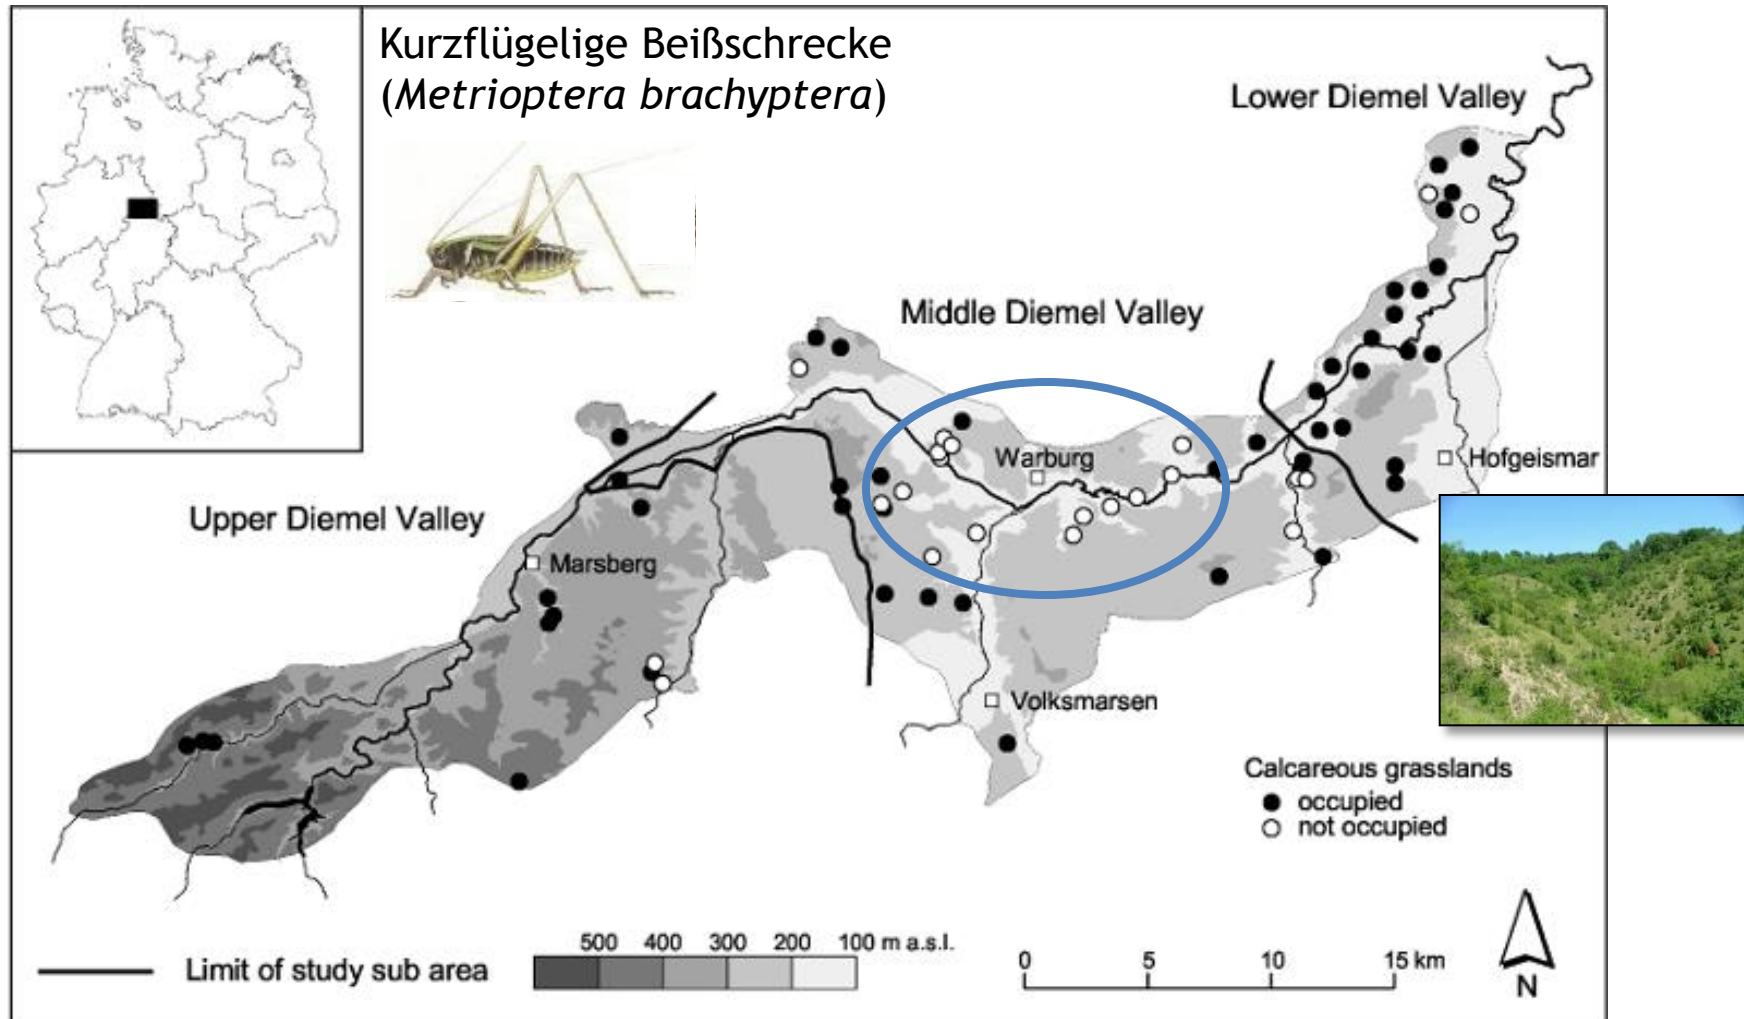 Kurzflügelige Beißschrecke
(Metrioptera brachyptera)
Lower Diemel Valley
Middle Diemel Valley
Warburg
Hofgeismar
Upper Diemel Valley
Marsberg
Volksmarsen
Calcareous grasslands
occupied
not occupied
500 400 300 200 100 m a.s.l.
Limit of study sub area
0 5 10 15 km
N